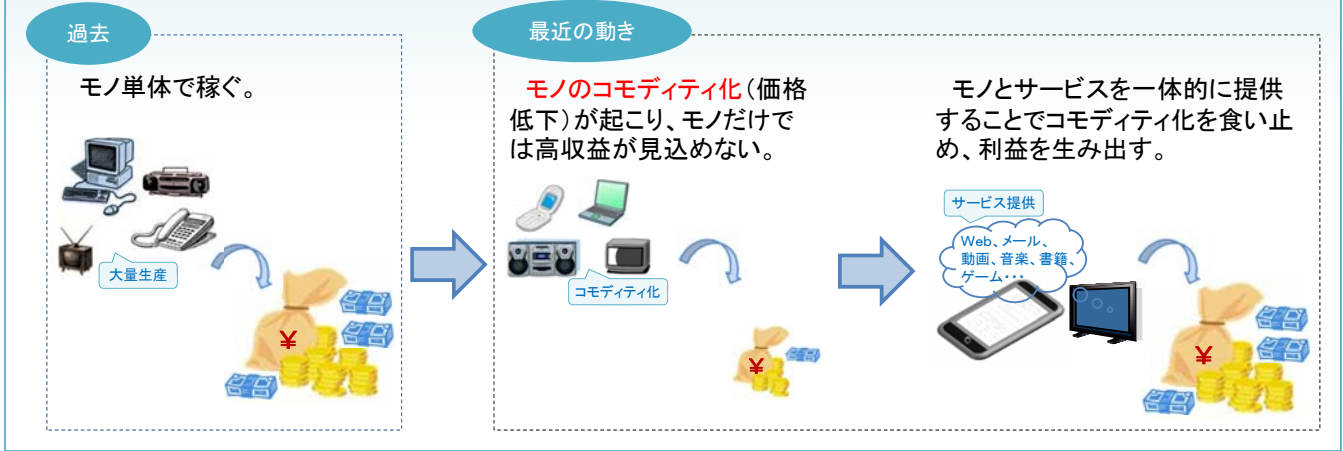 過去
モノ単体で稼ぐ。
大量生産
¥
最近の動き
モノのコモディティ化(価格
低下)が起こり、モノだけで
は高収益が見込めない。
コモディティ化
¥
モノとサービスを一体的に提供
することでコモディティ化を食い止
め、利益を生み出す。
サービス提供
Web、メール、
動画、音楽、書籍、
ゲーム・・・
¥